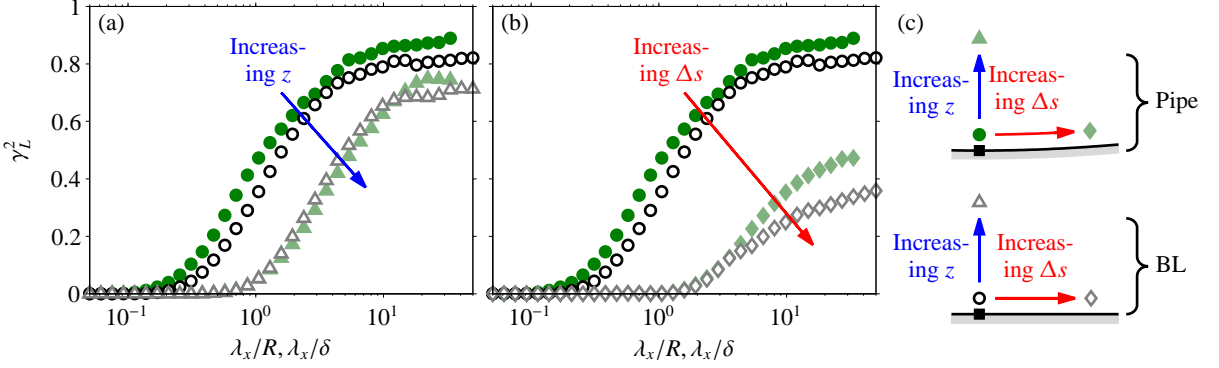 (a)
(b)
(c)
1
0.8
0.6
0.4
0.2
0
γ_L^2
Increas-
ing z
Increas-
ing Δs
10^{-1}
10^0
10^1
λ_x/R, λ_x/δ
10^{-1}
10^0
10^1
λ_x/R, λ_x/δ
Increas-
ing z
Increas-
ing Δs
Pipe
Increas-
ing z
Increas-
ing Δs
BL